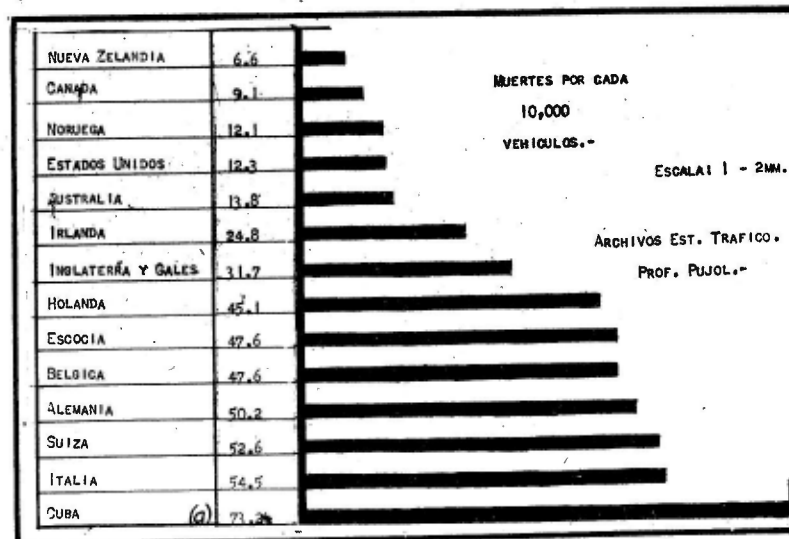 NUEVA ZELANDIA 6.6
CANADA 9.1
NORUEGA 12.1
ESTADOS UNIDOS 12.3
AUSTRALIA 13.8
IRLANDA 24.8
INGLATERRA Y GALES 31.7
HOLANDA 45.1
ESCOCIA 47.6
BELGICA 47.6
ALEMANIA 50.2
SUIZA 52.6
ITALIA 54.5
CUBA (a)
MUERTES POR CADA
10,000
VEHICULOS.-
ESCALA: 1 - 2MM.
ARCHIVOS EST. TRAFICO.
PROF. PUJOL.-